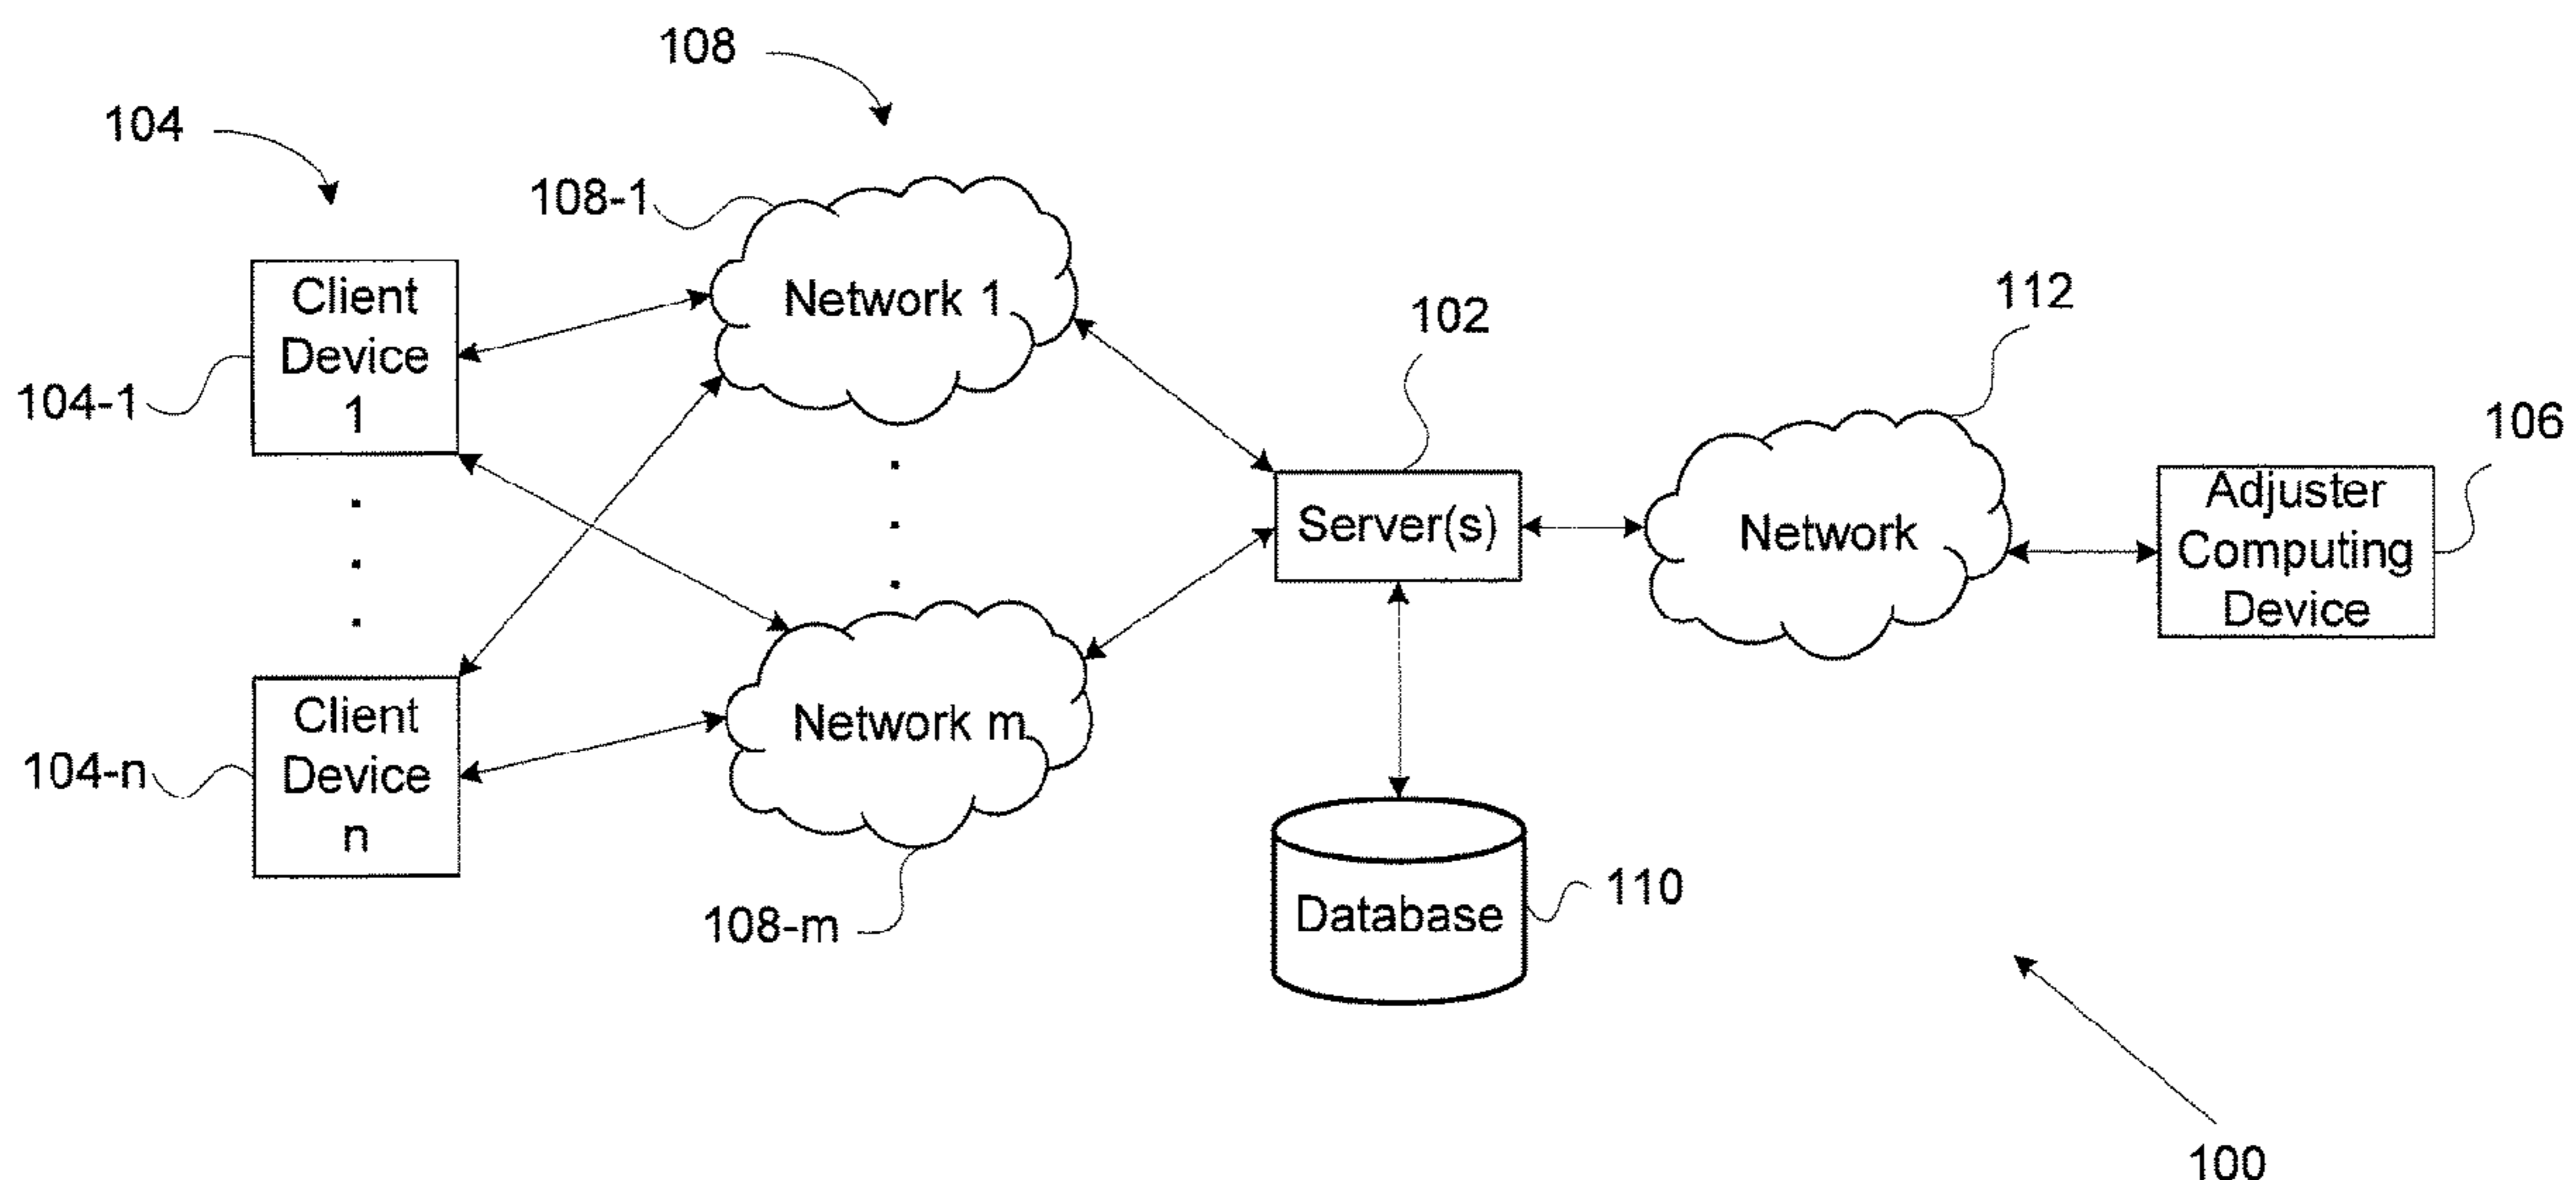 108
104
108-1
Client
Device
1
104-1
Network 1
102
112
106
Server(s)
Network
Adjuster
Computing
Device
Client
Device
n
104-n
Network m
108-m
Database
110
100